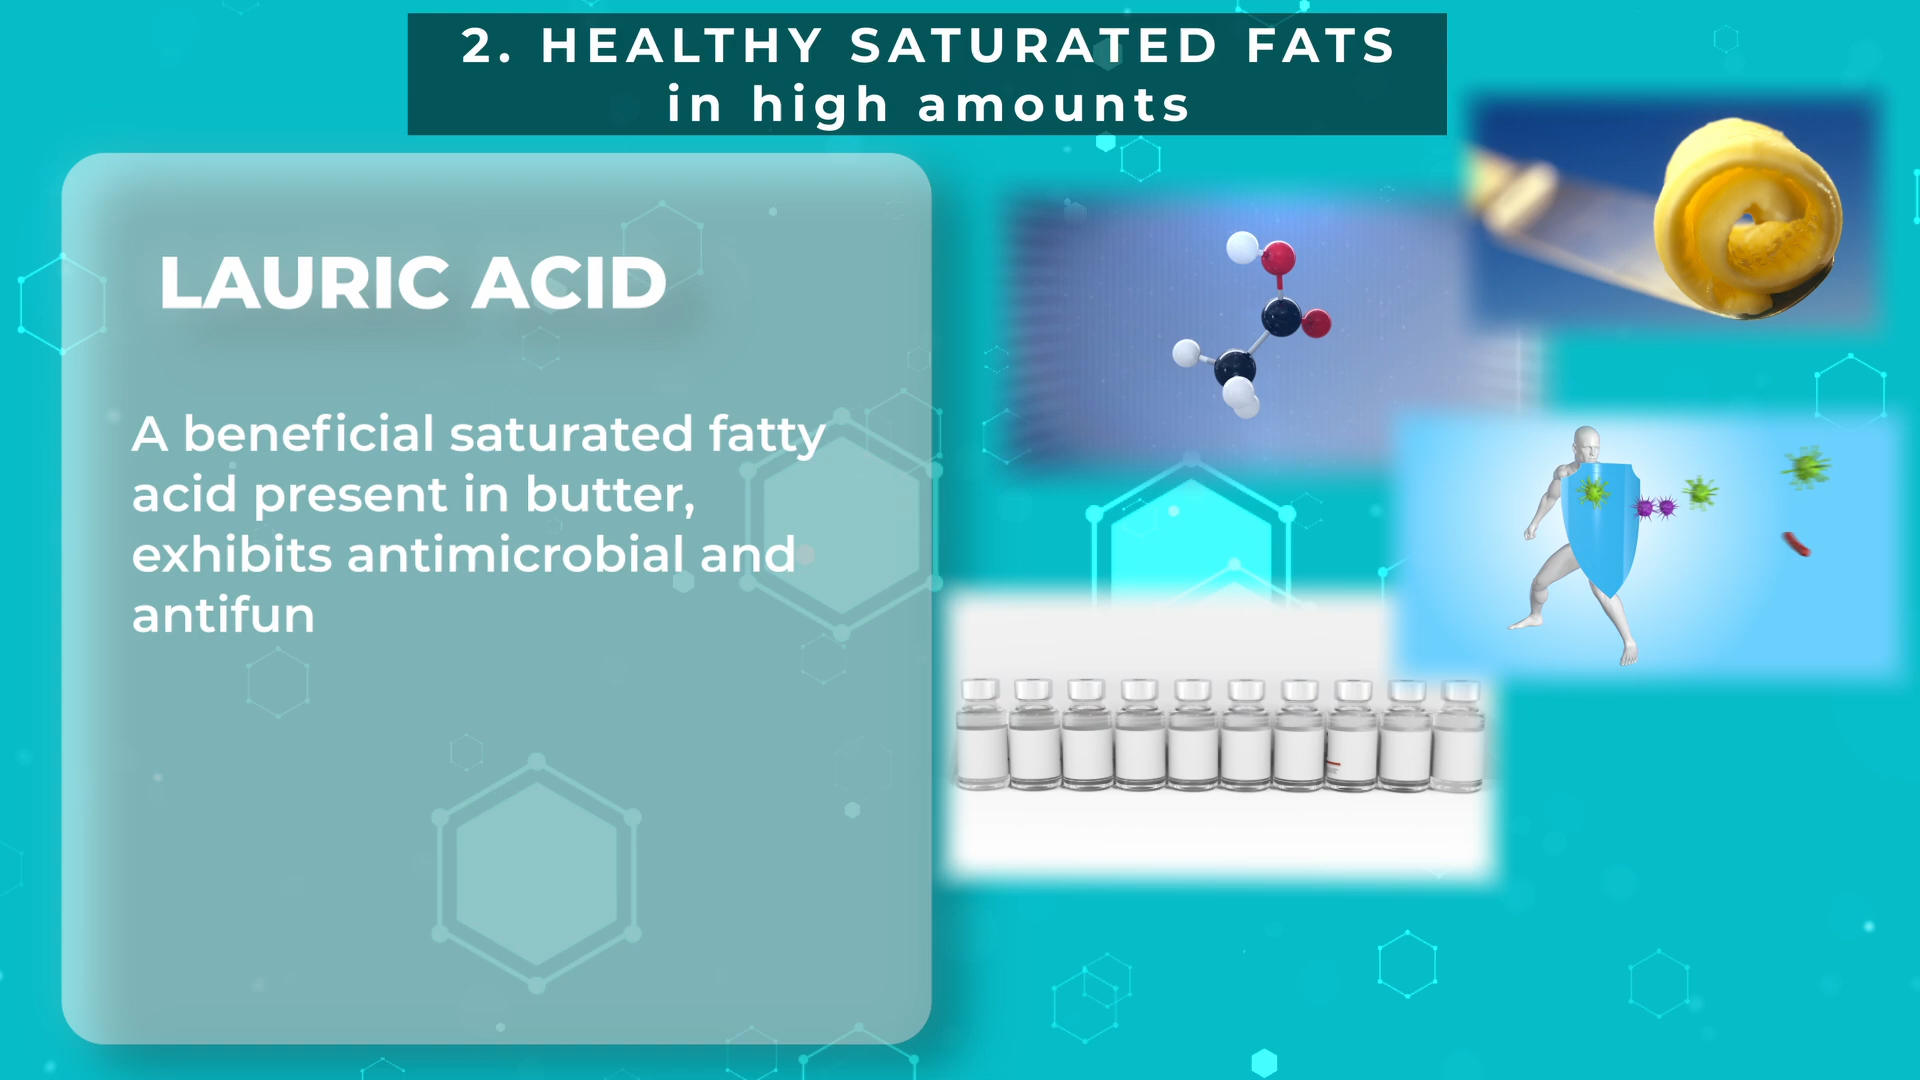 2. HEALTHY SATURATED FATS
in high amounts
LAURIC ACID
A beneficial saturated fatty
acid present in butter,
exhibits antimicrobial and
antifun